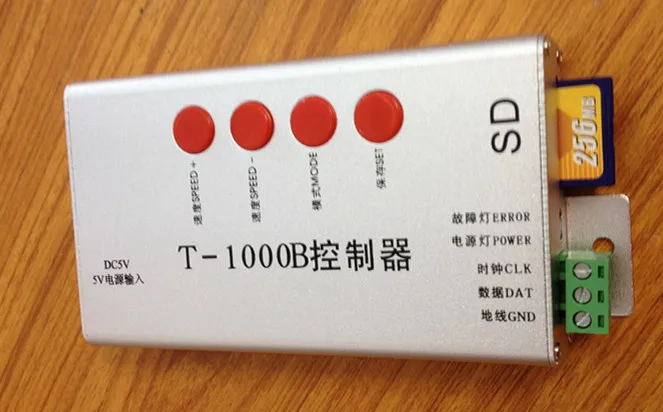 速度SPEED +
速度SPEED -
模式MODE
保存SET
SD
256MB
故障灯ERROR
电源灯POWER
时钟CLK
数据DAT
地线GND
T-1000B控制器
DC5V
5V电源输入